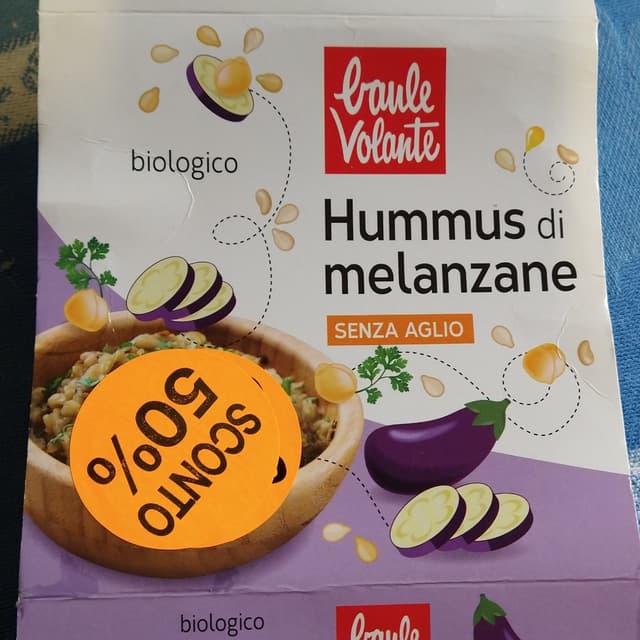 baule
Volante
biologico
Hummus di
melanzane
SENZA AGLIO
SCONTO
50%
biologico
baule